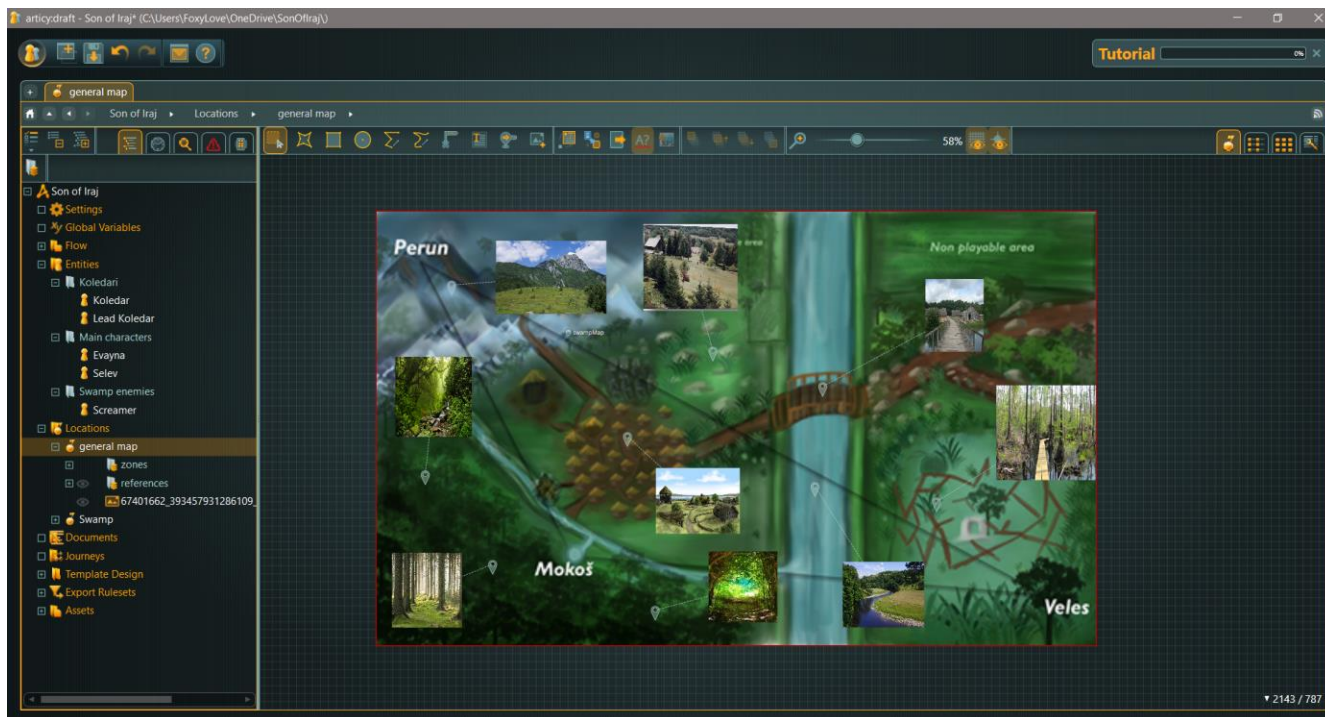 articy:draft - Son of Iraj* (C:\Users\FoxyLove\OneDrive\SonOfIraj\)
Tutorial 0%
general map
Son of Iraj Locations general map
58%
Son of Iraj
Settings
Global Variables
Flow
Entities
Koledari
Koledar
Lead Koledar
Main characters
Evayna
Selev
Swamp enemies
Screamer
Locations
general map
zones
references
67401662_393457931286109_
Swamp
Documents
Journeys
Template Design
Export Rulesets
Assets
Perun
e area
Non playable area
swampMap
Mokoš
Veles
2143 / 787